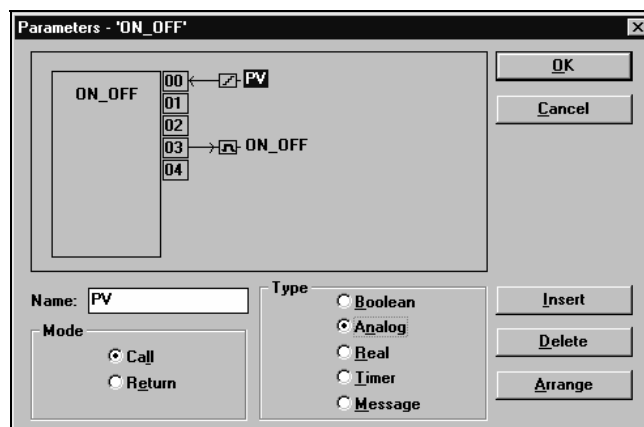 Parameters - 'ON_OFF'
ON_OFF
00 PV
01
02
03 ON_OFF
04
OK
Cancel
Name: PV
Mode
Call
Return
Type
Boolean
Analog
Real
Timer
Message
Insert
Delete
Arrange